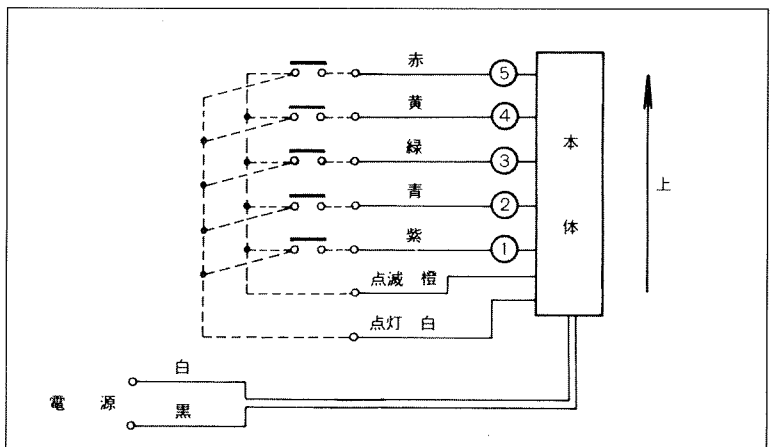 赤 ⑤
黄 ④
緑 ③
青 ②
紫 ①
点滅 橙
点灯 白
本体
上
電源
白
黒